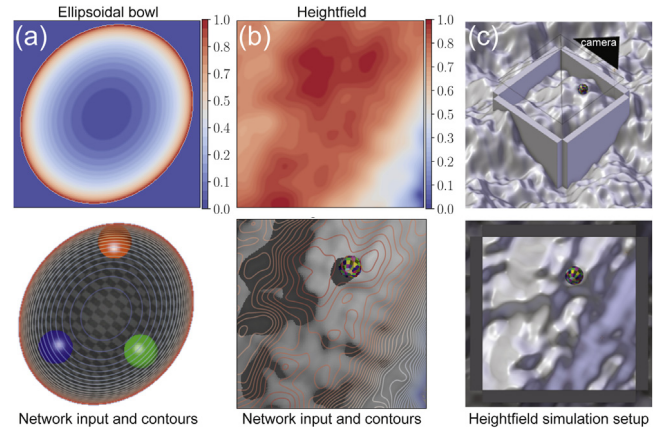 Ellipsoidal bowl
Heightfield
(a)
(b)
(c)
camera
1.0
0.9
0.8
0.7
0.6
0.5
0.4
0.3
0.2
0.1
0.0
1.0
0.9
0.8
0.7
0.6
0.5
0.4
0.3
0.2
0.1
0.0
Network input and contours
Network input and contours
Heightfield simulation setup